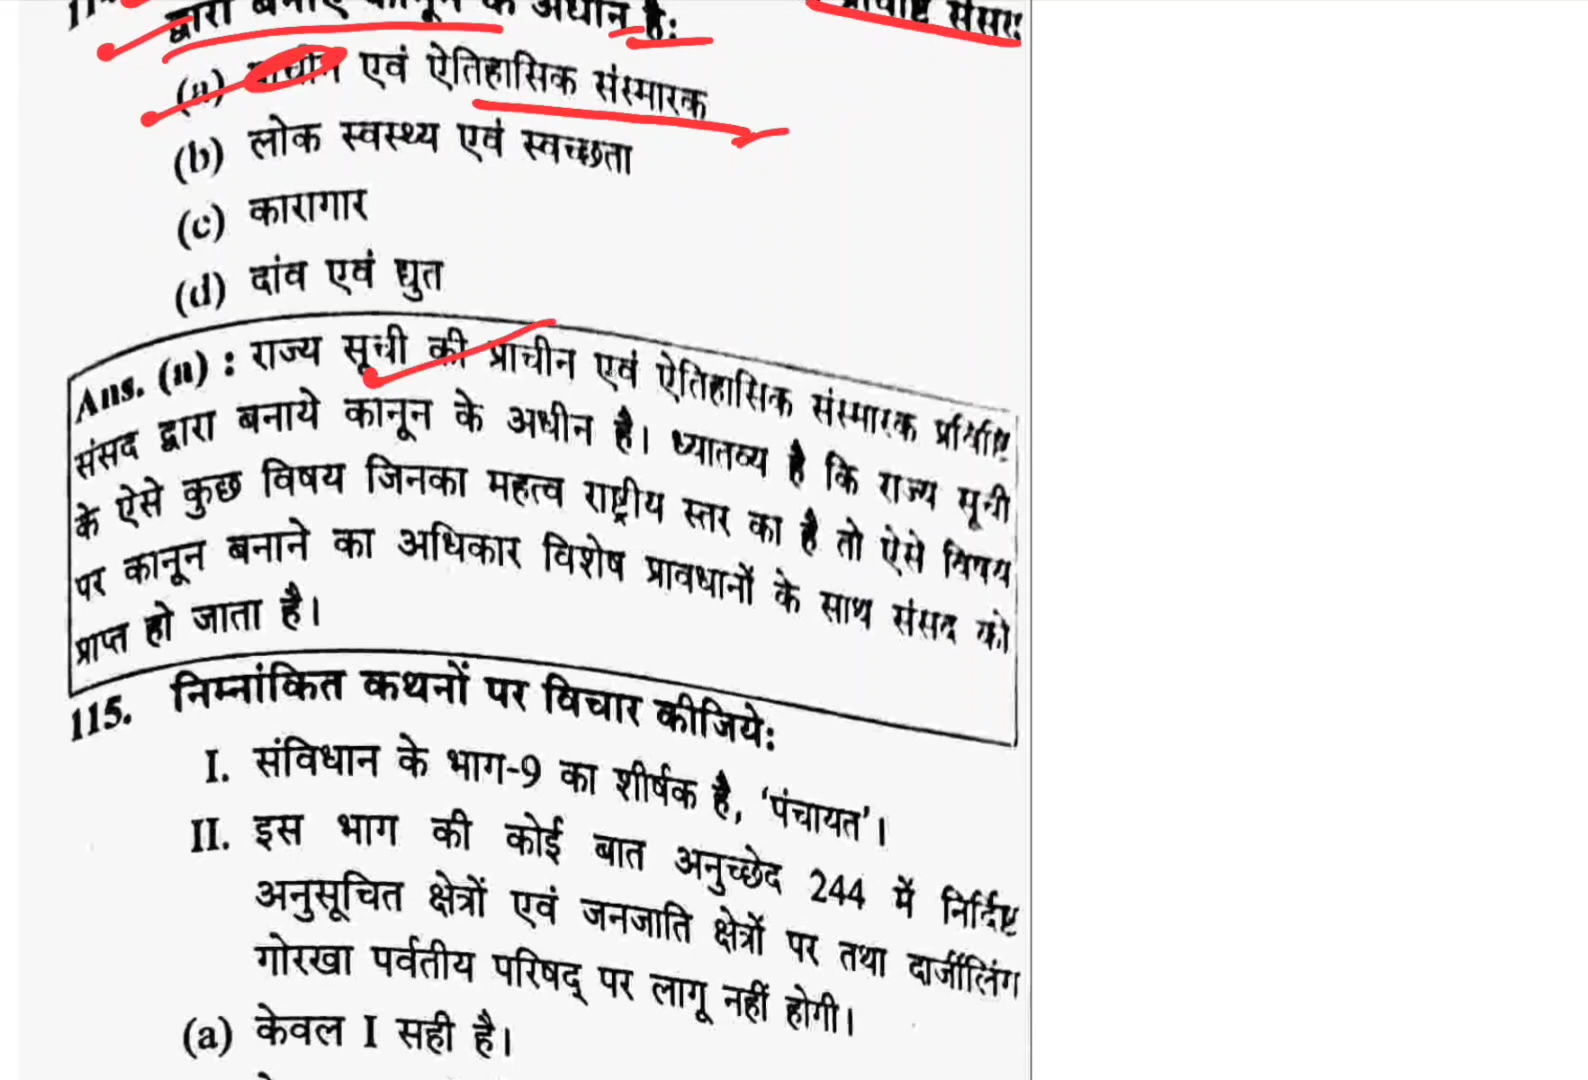 द्वारा बनाए कानून के अधीन है:
(a) प्राचीन एवं ऐतिहासिक संस्मारक
(b) लोक स्वस्थ्य एवं स्वच्छता
(c) कारागार
(d) दांव एवं द्युत
Ans. (a) : राज्य सूची की प्राचीन एवं ऐतिहासिक संस्मारक प्रविष्टि
संसद द्वारा बनाये कानून के अधीन है। ध्यातव्य है कि राज्य सूची
के ऐसे कुछ विषय जिनका महत्व राष्ट्रीय स्तर का है तो ऐसे विषय
पर कानून बनाने का अधिकार विशेष प्रावधानों के साथ संसद को
प्राप्त हो जाता है।
115. निम्नांकित कथनों पर विचार कीजिये:
I. संविधान के भाग-9 का शीर्षक है, ‘पंचायत’।
II. इस भाग की कोई बात अनुच्छेद 244 में निर्दिष्ट
अनुसूचित क्षेत्रों एवं जनजाति क्षेत्रों पर तथा दार्जीलिंग
गोरखा पर्वतीय परिषद् पर लागू नहीं होगी।
(a) केवल I सही है।